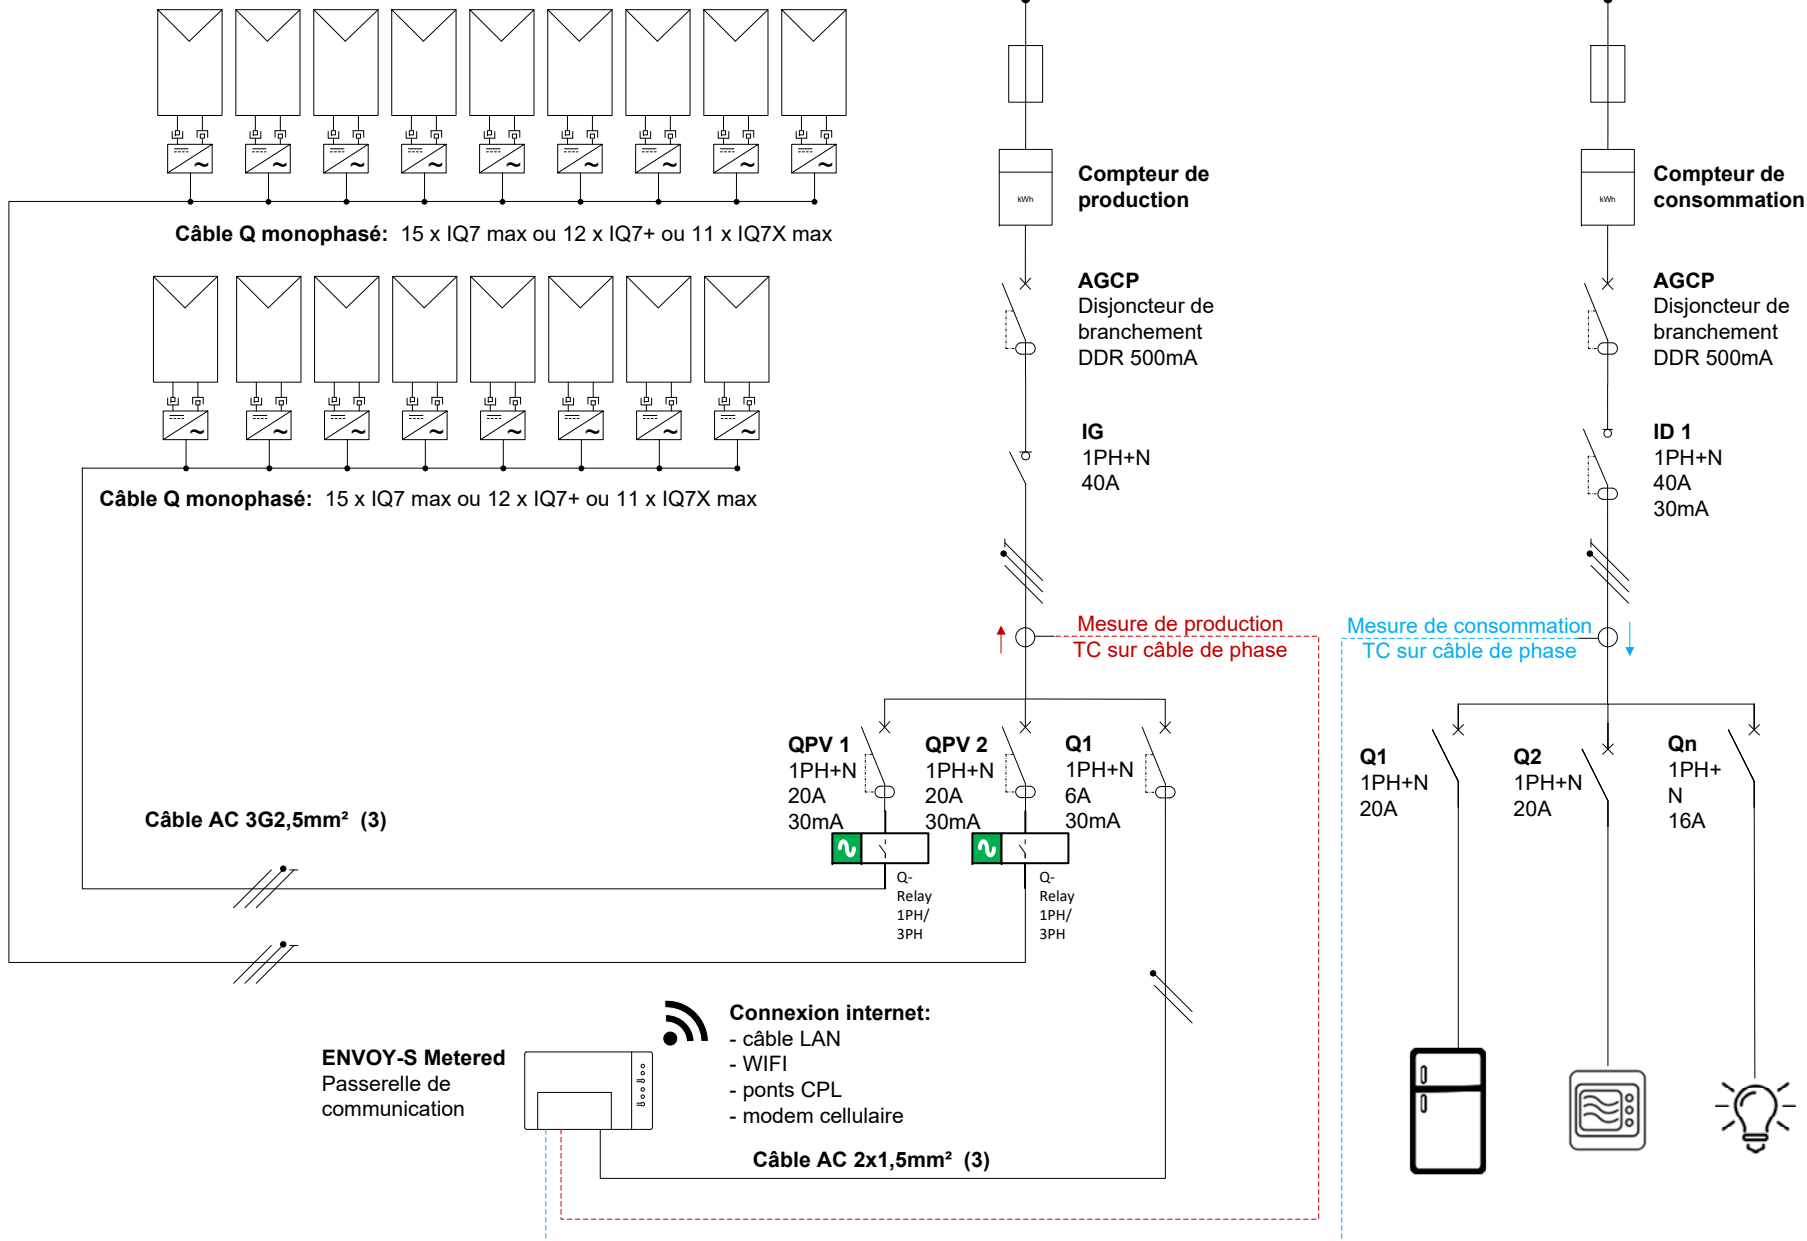 Câble Q monophasé: 15 x IQ7 max ou 12 x IQ7+ ou 11 x IQ7X max
Câble Q monophasé: 15 x IQ7 max ou 12 x IQ7+ ou 11 x IQ7X max
kWh
Compteur de
production
AGCP
Disjoncteur de
branchement
DDR 500mA
IG
1PH+N
40A
kWh
Compteur de
consommation
AGCP
Disjoncteur de
branchement
DDR 500mA
ID 1
1PH+N
40A
30mA
Mesure de production
TC sur câble de phase
Mesure de consommation
TC sur câble de phase
QPV 1
1PH+N
20A
30mA
QPV 2
1PH+N
20A
30mA
Q1
1PH+N
6A
30mA
Q1
1PH+N
20A
Q2
1PH+N
20A
Qn
1PH+
N
16A
Câble AC 3G2,5mm² (3)
Q-
Relay
1PH/
3PH
Q-
Relay
1PH/
3PH
ENVOY-S Metered
Passerelle de
communication
Connexion internet:
- câble LAN
- WIFI
- ponts CPL
- modem cellulaire
Câble AC 2x1,5mm² (3)